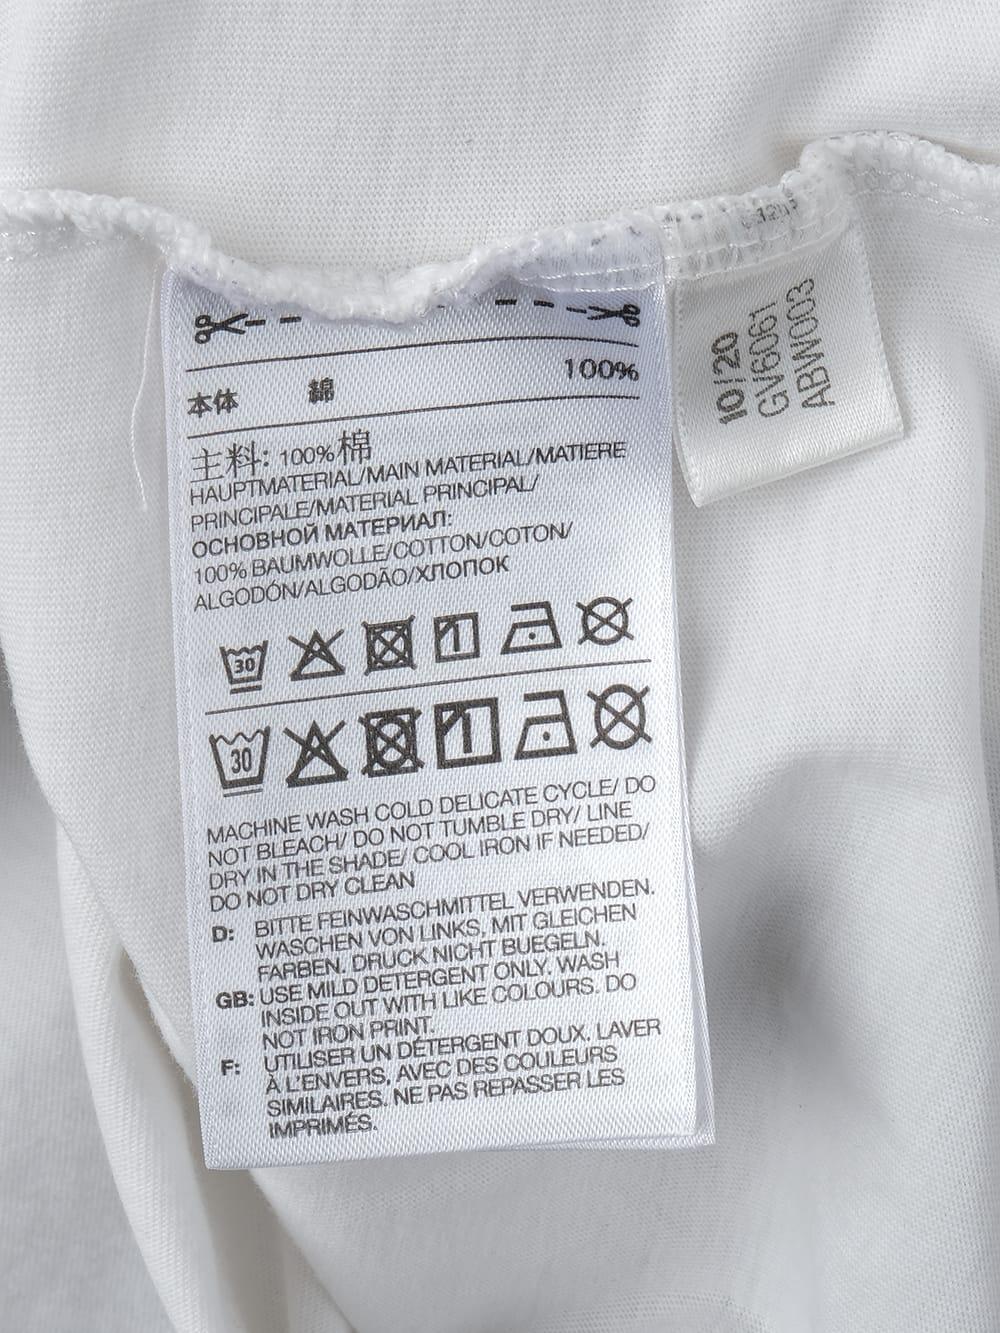 本体 綿 100%
主料: 100%棉
HAUPTMATERIAL/MAIN MATERIAL/MATIERE
PRINCIPALE/MATERIAL PRINCIPAL/
ОСНОВНОЙ МАТЕРИАЛ:
100% BAUMWOLLE/COTTON/COTON/
ALGODÓN/ALGODÃO/ХЛОПОК
30
30
MACHINE WASH COLD DELICATE CYCLE/ DO
NOT BLEACH/ DO NOT TUMBLE DRY/ LINE
DRY IN THE SHADE/ COOL IRON IF NEEDED/
DO NOT DRY CLEAN
D: BITTE FEINWASCHMITTEL VERWENDEN.
WASCHEN VON LINKS, MIT GLEICHEN
FARBEN. DRUCK NICHT BUEGELN.
GB: USE MILD DETERGENT ONLY. WASH
INSIDE OUT WITH LIKE COLOURS. DO
NOT IRON PRINT.
F: UTILISER UN DÉTERGENT DOUX. LAVER
À L'ENVERS, AVEC DES COULEURS
SIMILAIRES. NE PAS REPASSER LES
IMPRIMÉS.
10/20
GV6061
ABW003